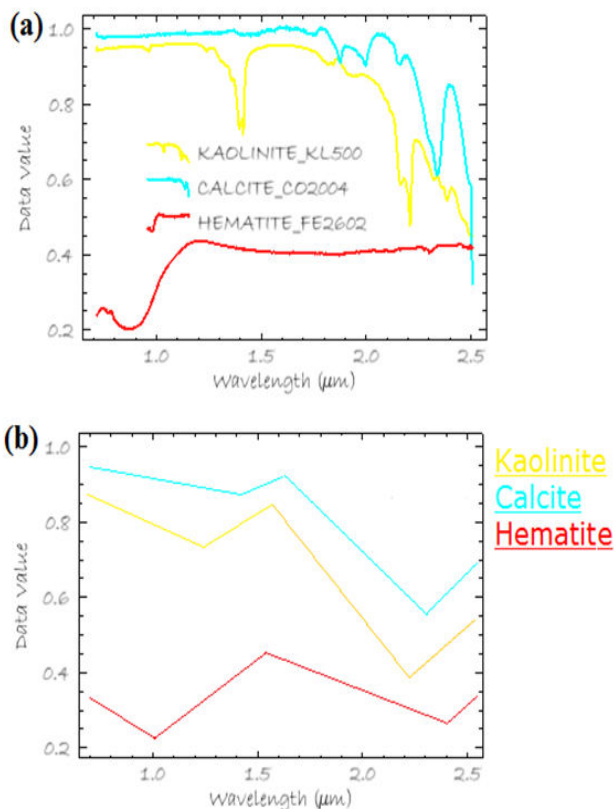 (a)
1.0
0.8
0.6
0.4
0.2
Data Value
KAOLINITE_KL500
CALCITE_CO2004
HEMATITE_FE2602
1.0 1.5 2.0 2.5
Wavelength (μm)
(b)
1.0
0.8
0.6
0.4
0.2
Data Value
Kaolinite
Calcite
Hematite
1.0 1.5 2.0 2.5
Wavelength (μm)